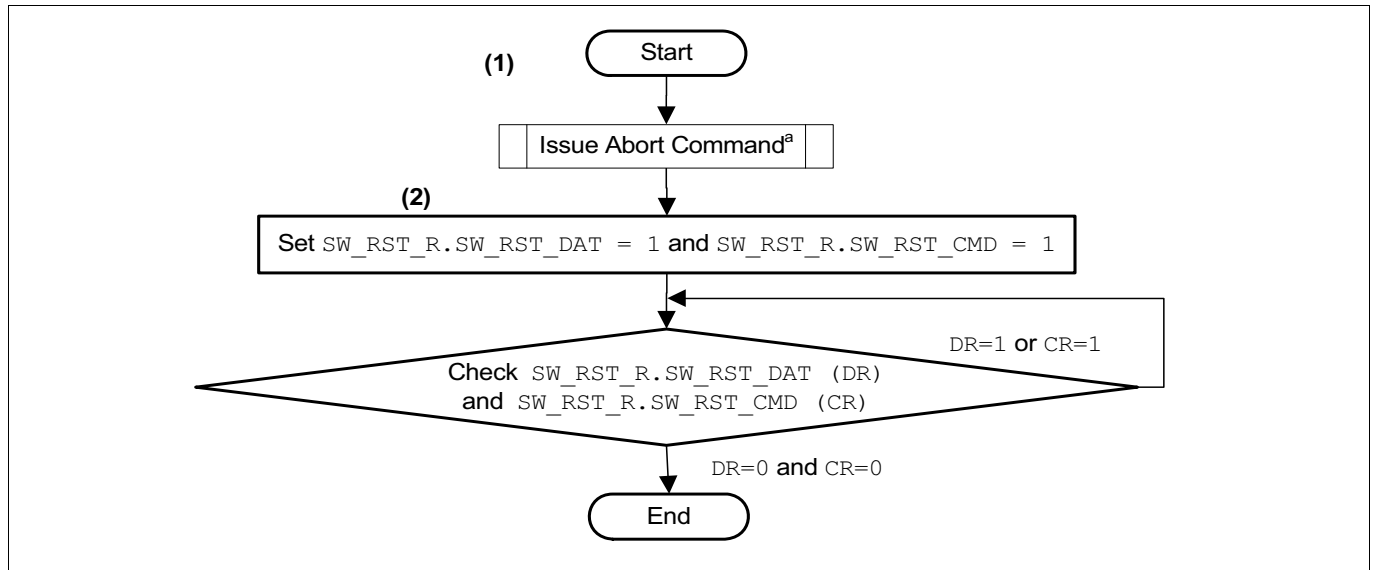 Start
(1)
Issue Abort Commandᵃ
(2)
Set SW_RST_R.SW_RST_DAT = 1 and SW_RST_R.SW_RST_CMD = 1
DR=1 or CR=1
Check SW_RST_R.SW_RST_DAT (DR)
and SW_RST_R.SW_RST_CMD (CR)
DR=0 and CR=0
End